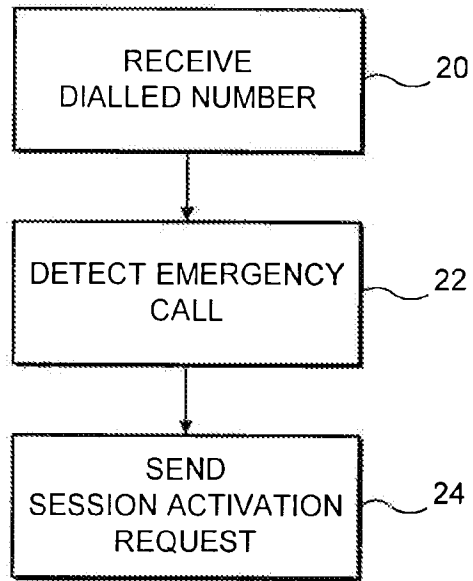 RECEIVE
DIALLED NUMBER
20
DETECT EMERGENCY
CALL
22
SEND
SESSION ACTIVATION
REQUEST
24